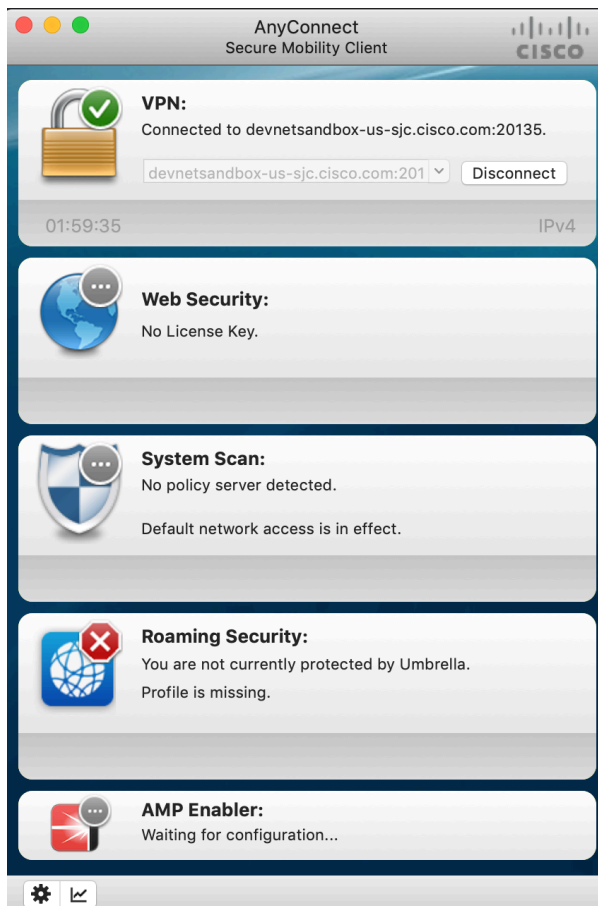 AnyConnect
Secure Mobility Client
CISCO
VPN:
Connected to devnetsandbox-us-sjc.cisco.com:20135.
devnetsandbox-us-sjc.cisco.com:201
Disconnect
01:59:35
IPv4
Web Security:
No License Key.
System Scan:
No policy server detected.
Default network access is in effect.
Roaming Security:
You are not currently protected by Umbrella.
Profile is missing.
AMP Enabler:
Waiting for configuration...